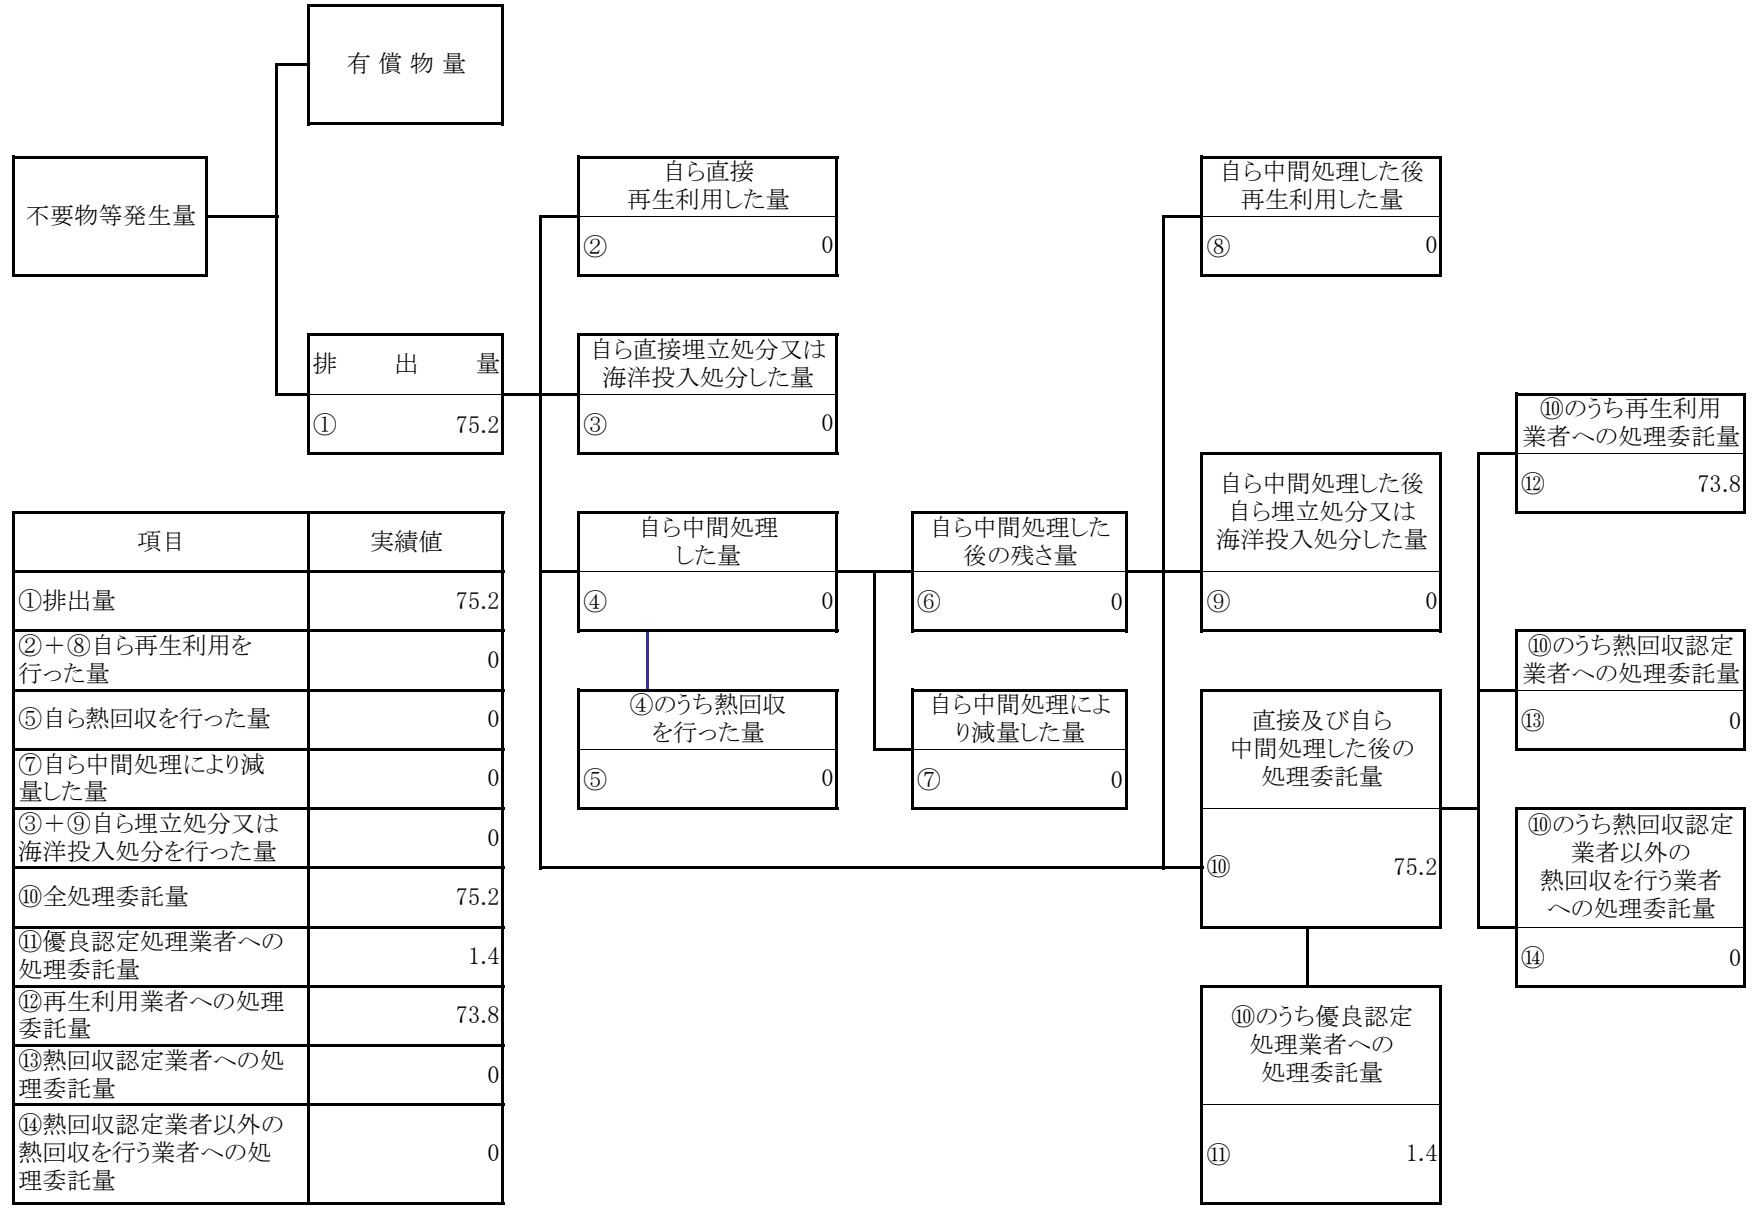 有 償 物 量
不要物等発生量
自ら直接
再生利用した量
② 0
自ら中間処理した後
再生利用した量
⑧ 0
排 出 量
① 75.2
自ら直接埋立処分又は
海洋投入処分した量
③ 0
⑩のうち再生利用
業者への処理委託量
⑫ 73.8
自ら中間処理
した量
④ 0
自ら中間処理した
後の残さ量
⑥ 0
自ら中間処理した後
自ら埋立処分又は
海洋投入処分した量
⑨ 0
⑩のうち熱回収認定
業者への処理委託量
⑬ 0
④のうち熱回収
を行った量
⑤ 0
自ら中間処理によ
り減量した量
⑦ 0
直接及び自ら
中間処理した後の
処理委託量
⑩ 75.2
⑩のうち熱回収認定
業者以外の
熱回収を行う業者
への処理委託量
⑭ 0
⑩のうち優良認定
処理業者への
処理委託量
⑪ 1.4
項目 実績値
①排出量 75.2
②＋⑧自ら再生利用を
行った量 0
⑤自ら熱回収を行った量 0
⑦自ら中間処理により減
量した量 0
③＋⑨自ら埋立処分又は
海洋投入処分を行った量 0
⑩全処理委託量 75.2
⑪優良認定処理業者への
処理委託量 1.4
⑫再生利用業者への処理
委託量 73.8
⑬熱回収認定業者への処
理委託量 0
⑭熱回収認定業者以外の
熱回収を行う業者への処
理委託量 0